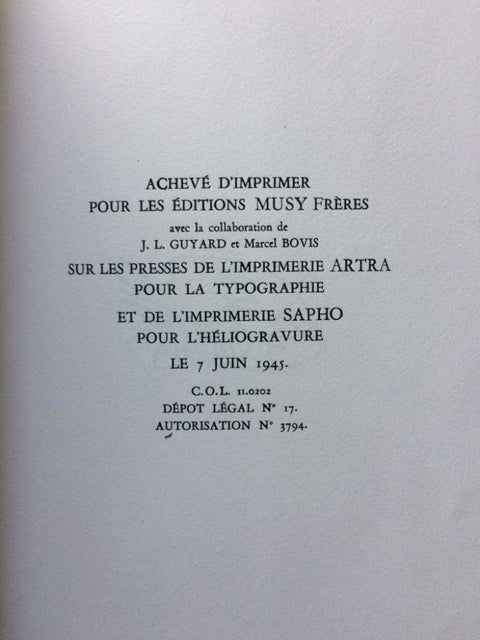 ACHEVÉ D'IMPRIMER
POUR LES ÉDITIONS MUSY FRÈRES
avec la collaboration de
J. L. GUYARD et Marcel BOVIS
SUR LES PRESSES DE L'IMPRIMERIE ARTRA
POUR LA TYPOGRAPHIE
ET DE L'IMPRIMERIE SAPHO
POUR L'HÉLIOGRAVURE
LE 7 JUIN 1945.
C.O.L. 11.0202
DÉPOT LÉGAL N° 17.
AUTORISATION N° 3794.